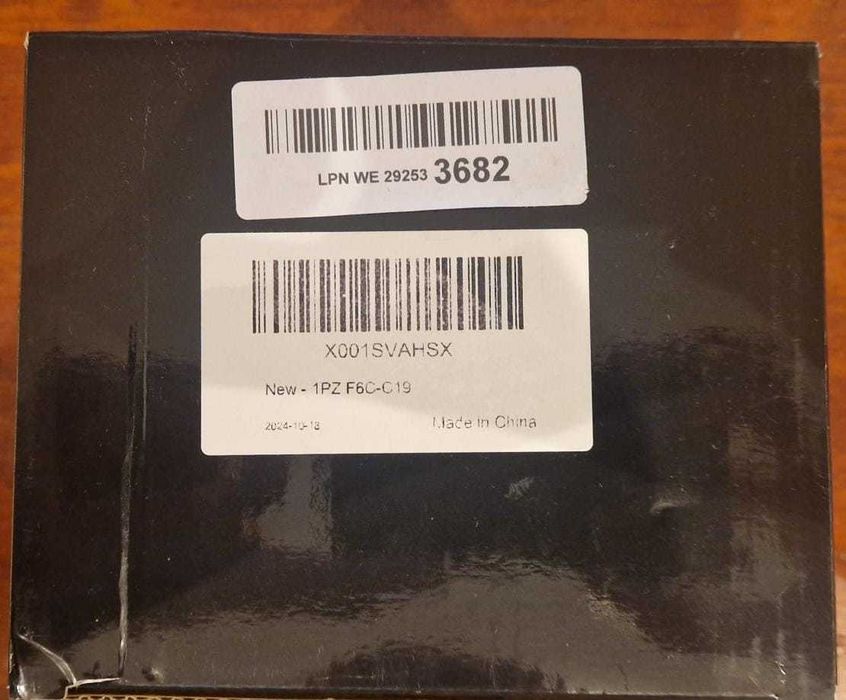 LPN WE 29253 3682
X001SVAHSX
New - 1PZ F6C-C19
2024-10-18
Made in China